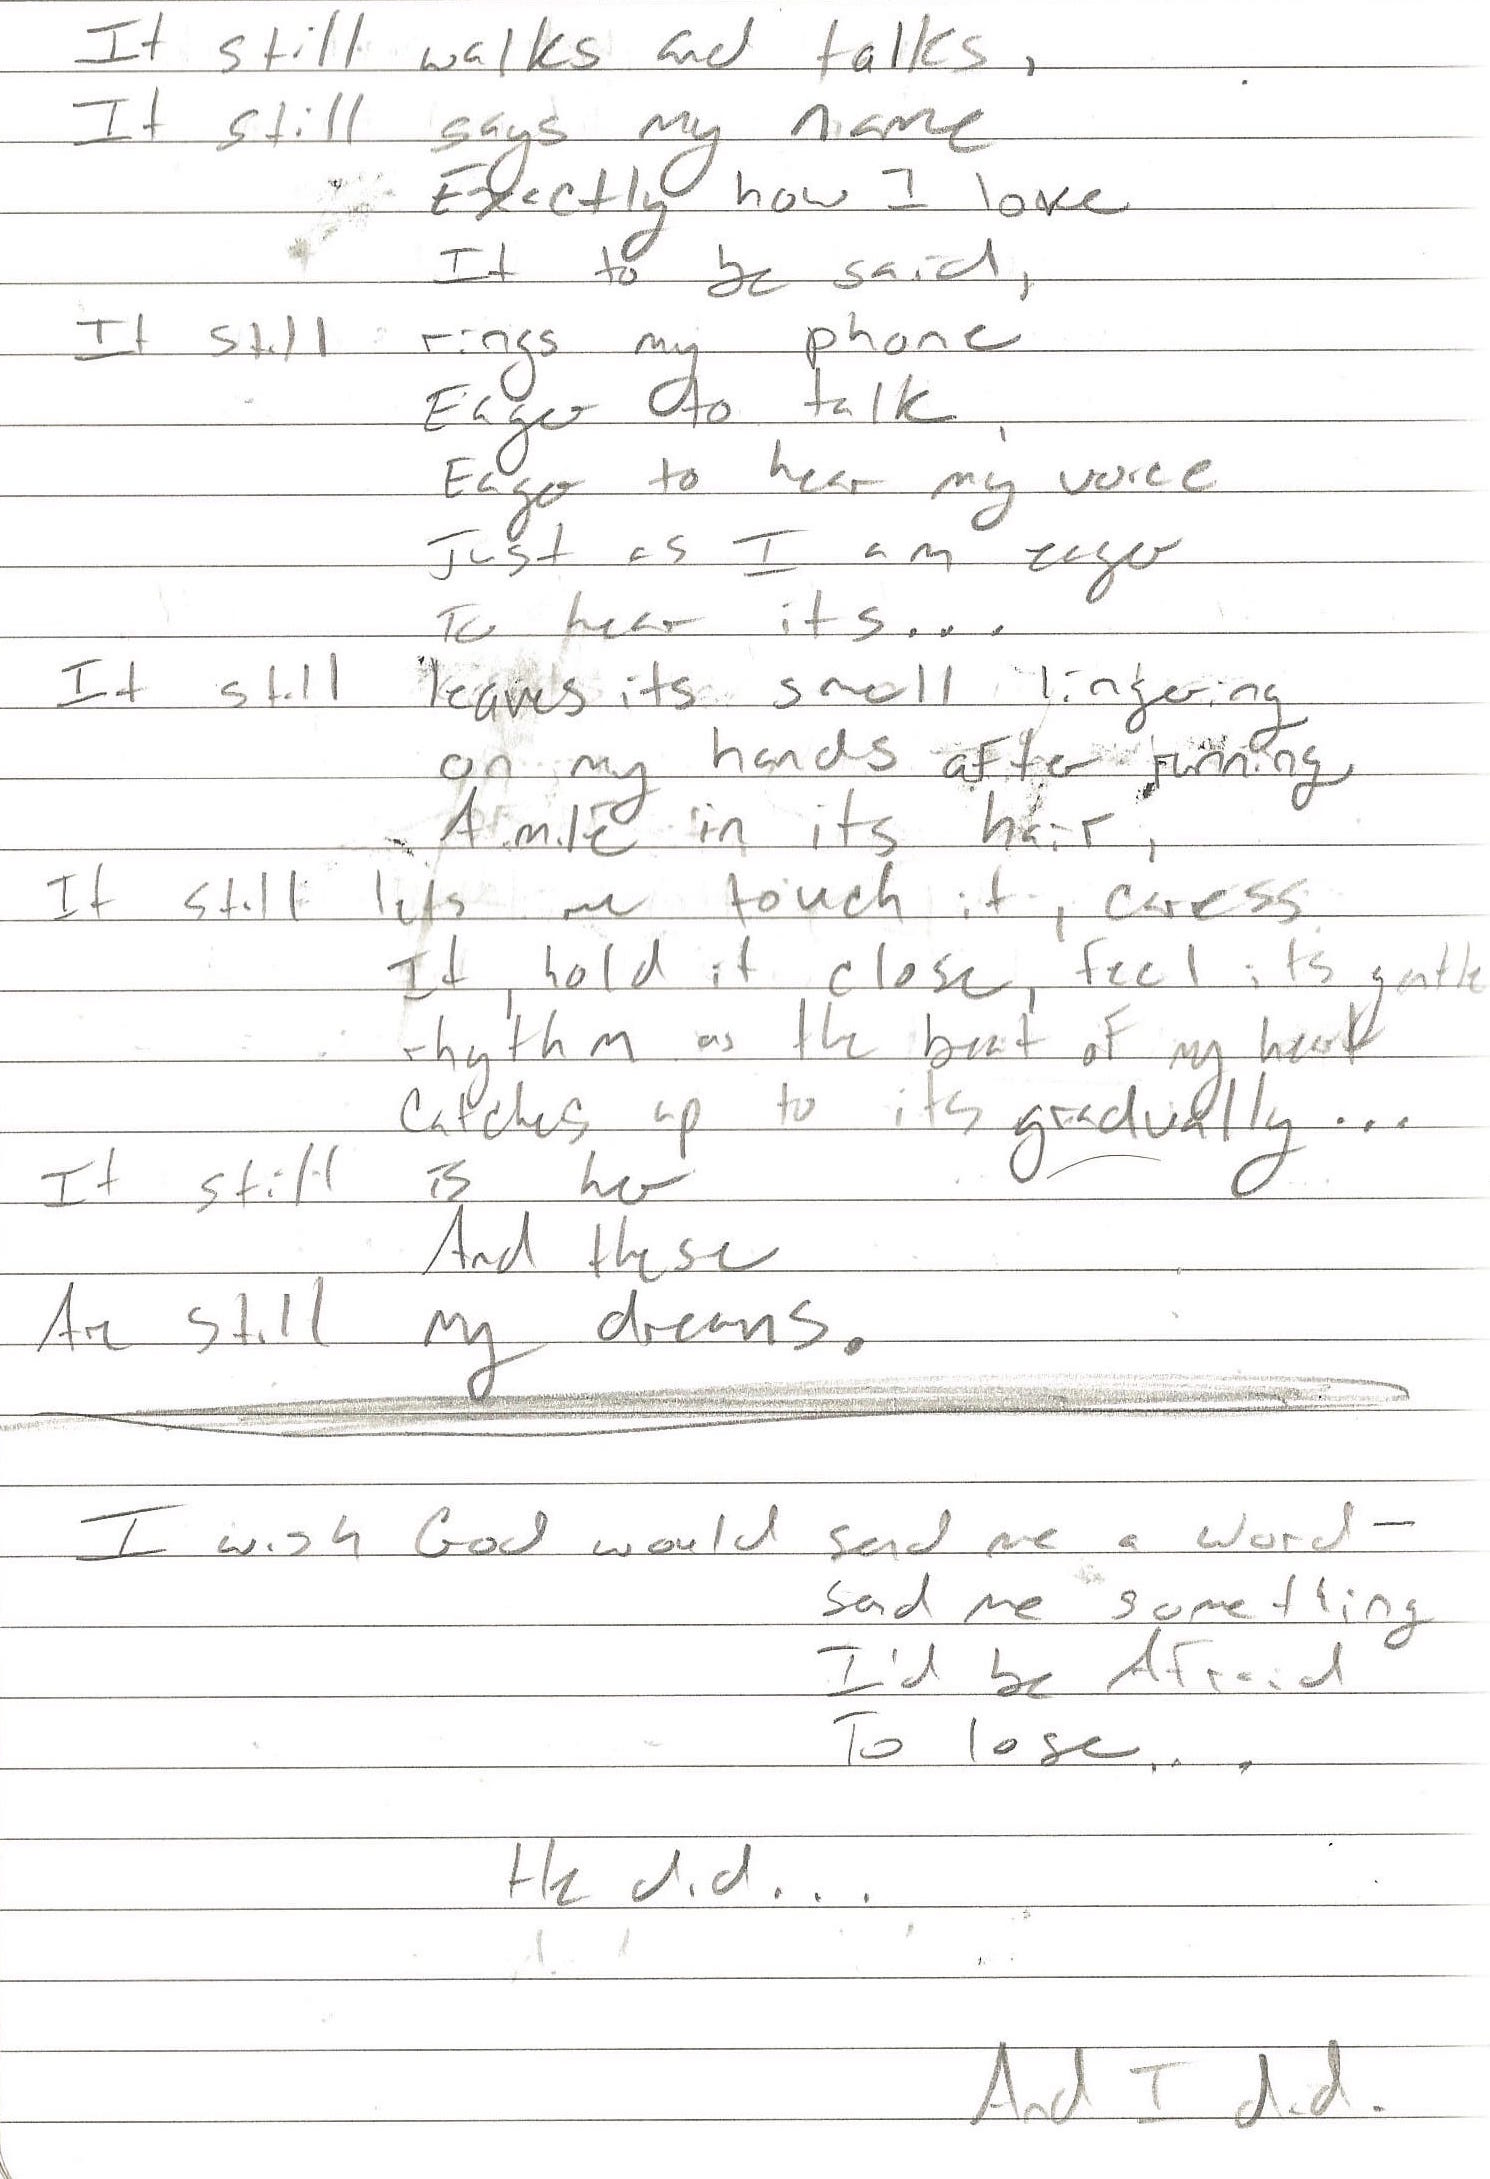 It still walks and talks,
It still says my name
Exactly how I love
It to be said,
It still rings my phone
Eager to talk,
Eager to hear my voice
Just as I am eager
To hear its...
It still leaves its smell lingering
on my hands after running
A mile in its hair,
It still lets me touch it, caress
It, hold it close, feel its gentle
rhythm as the beat of my heart
Catches up to its gradually...
It still is her
And these
Are still my dreams.
I wish God would send me a word—
send me something
I'd be Afraid
To lose...
He did...
And I did.